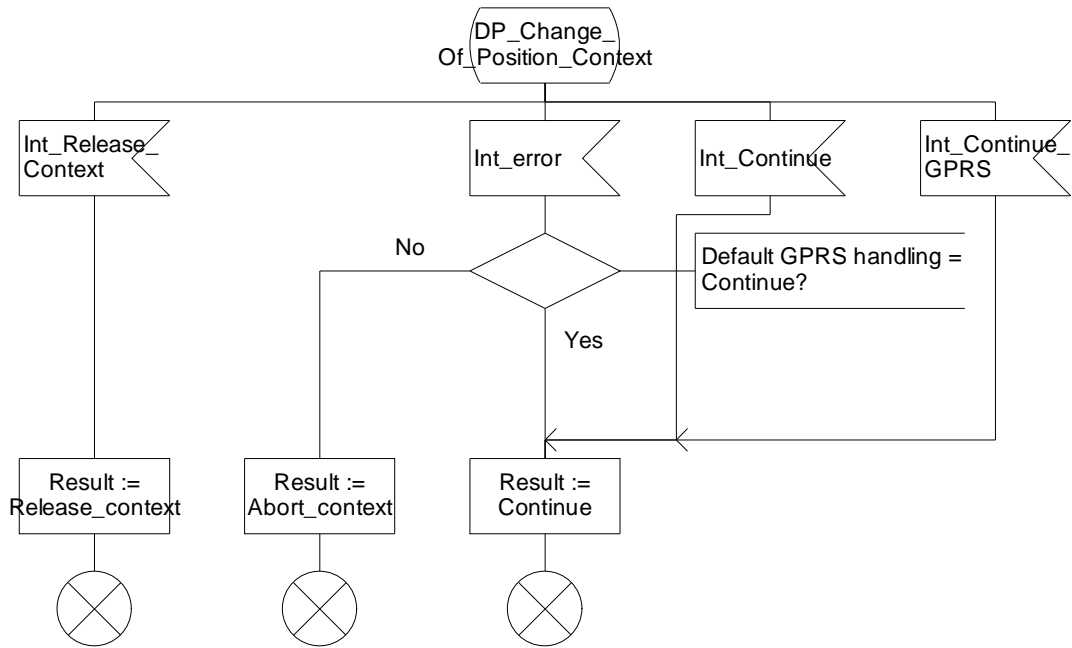 DP_Change_
Of_Position_Context
Int_Release_
Context
Int_error
Int_Continue
Int_Continue_
GPRS
No
Default GPRS handling =
Continue?
Yes
Result :=
Release_context
Result :=
Abort_context
Result :=
Continue